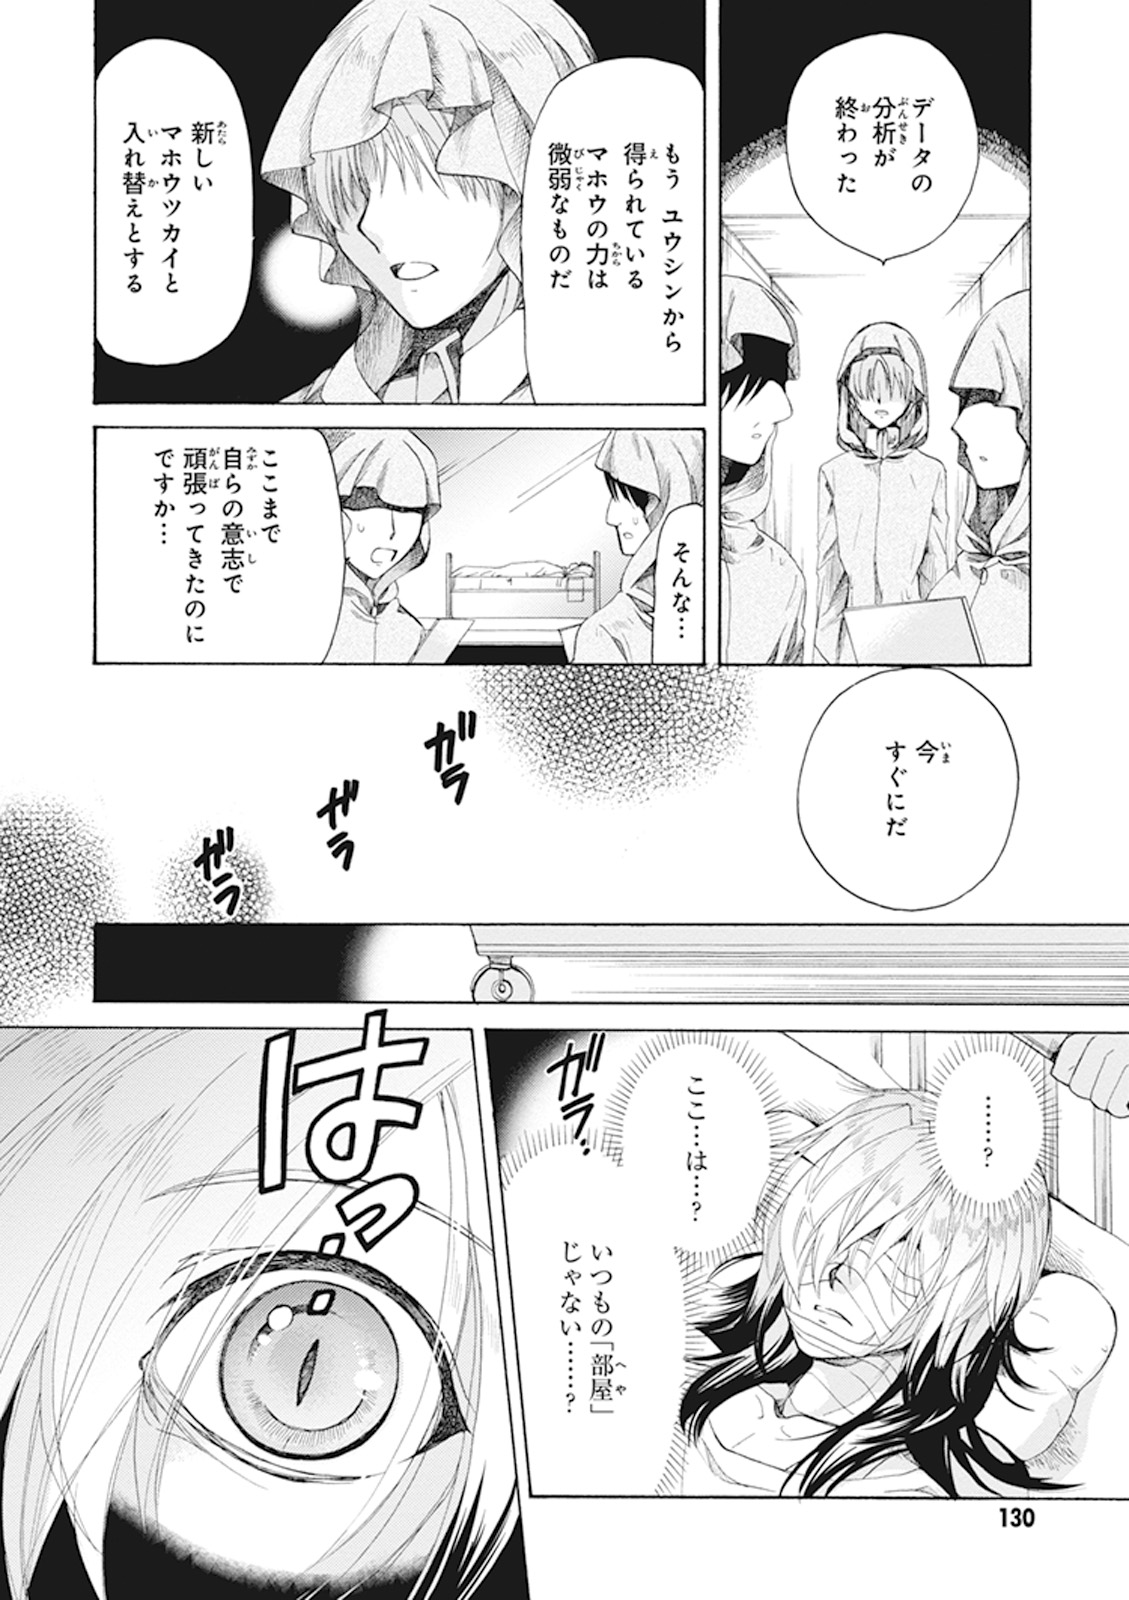 データの
分析が
終わった
もう ユウシンから
得られている
マホウの力は
微弱なものだ
新しい
マホウツカイと
入れ替えとする
そんな…
ここまで
自らの意志で
頑張ってきたのに
ですか…
今
すぐにだ
ガラ
ガラ
ガラ
……?
ここ…は…?
ガラ
いつもの「部屋」
じゃない……?
はっ
130